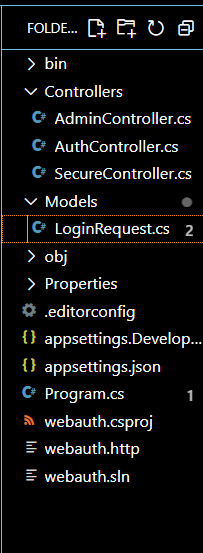 FOLDE...
bin
Controllers
C# AdminController.cs
C# AuthController.cs
C# SecureController.cs
Models
C# LoginRequest.cs 2
obj
Properties
.editorconfig
{} appsettings.Develop...
{} appsettings.json
C# Program.cs 1
webauth.csproj
webauth.http
webauth.sln